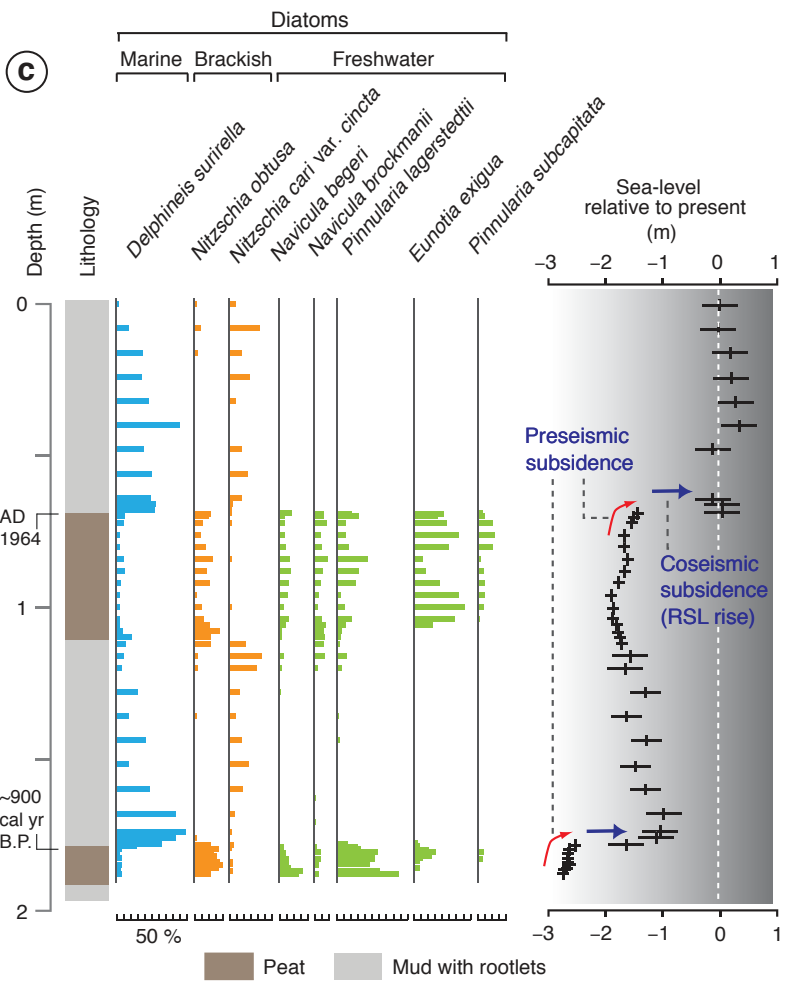 c
Diatoms
Marine
Brackish
Freshwater
Depth (m)
Lithology
Delphineis surirella
Nitzschia obtusa
Nitzschia cari var. cincta
Navicula begeri
Navicula brockmanii
Pinnularia lagerstedtii
Eunotia exigua
Pinnularia subcapitata
Sea-level
relative to present
(m)
−3 −2 −1 0 1
0
Preseismic
subsidence
AD
1964
Coseismic
subsidence
(RSL rise)
1
~900
cal yr
B.P.
2
50 %
−3 −2 −1 0 1
Peat
Mud with rootlets